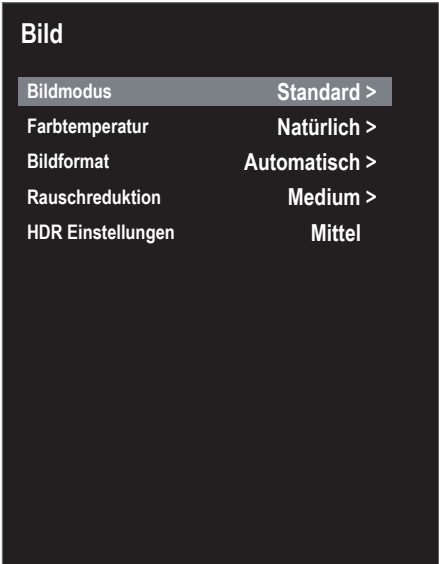 Bild
Bildmodus Standard >
Farbtemperatur Natürlich >
Bildformat Automatisch >
Rauschreduktion Medium >
HDR Einstellungen Mittel